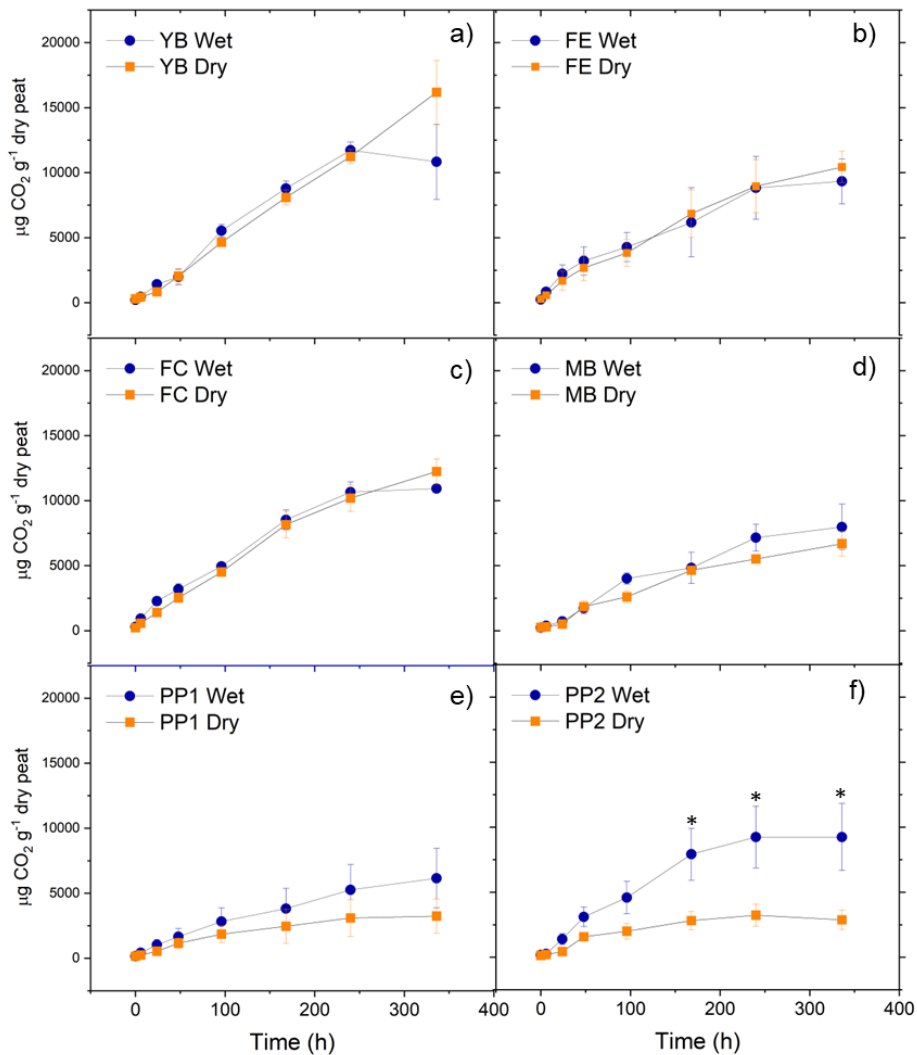 YB Wet
YB Dry
a)
20000
15000
10000
5000
0
µg CO₂ g⁻¹ dry peat
FE Wet
FE Dry
b)
FC Wet
FC Dry
c)
20000
15000
10000
5000
0
µg CO₂ g⁻¹ dry peat
MB Wet
MB Dry
d)
PP1 Wet
PP1 Dry
e)
20000
15000
10000
5000
0
µg CO₂ g⁻¹ dry peat
0 100 200 300 400
Time (h)
PP2 Wet
PP2 Dry
f)
* * *
0 100 200 300 400
Time (h)